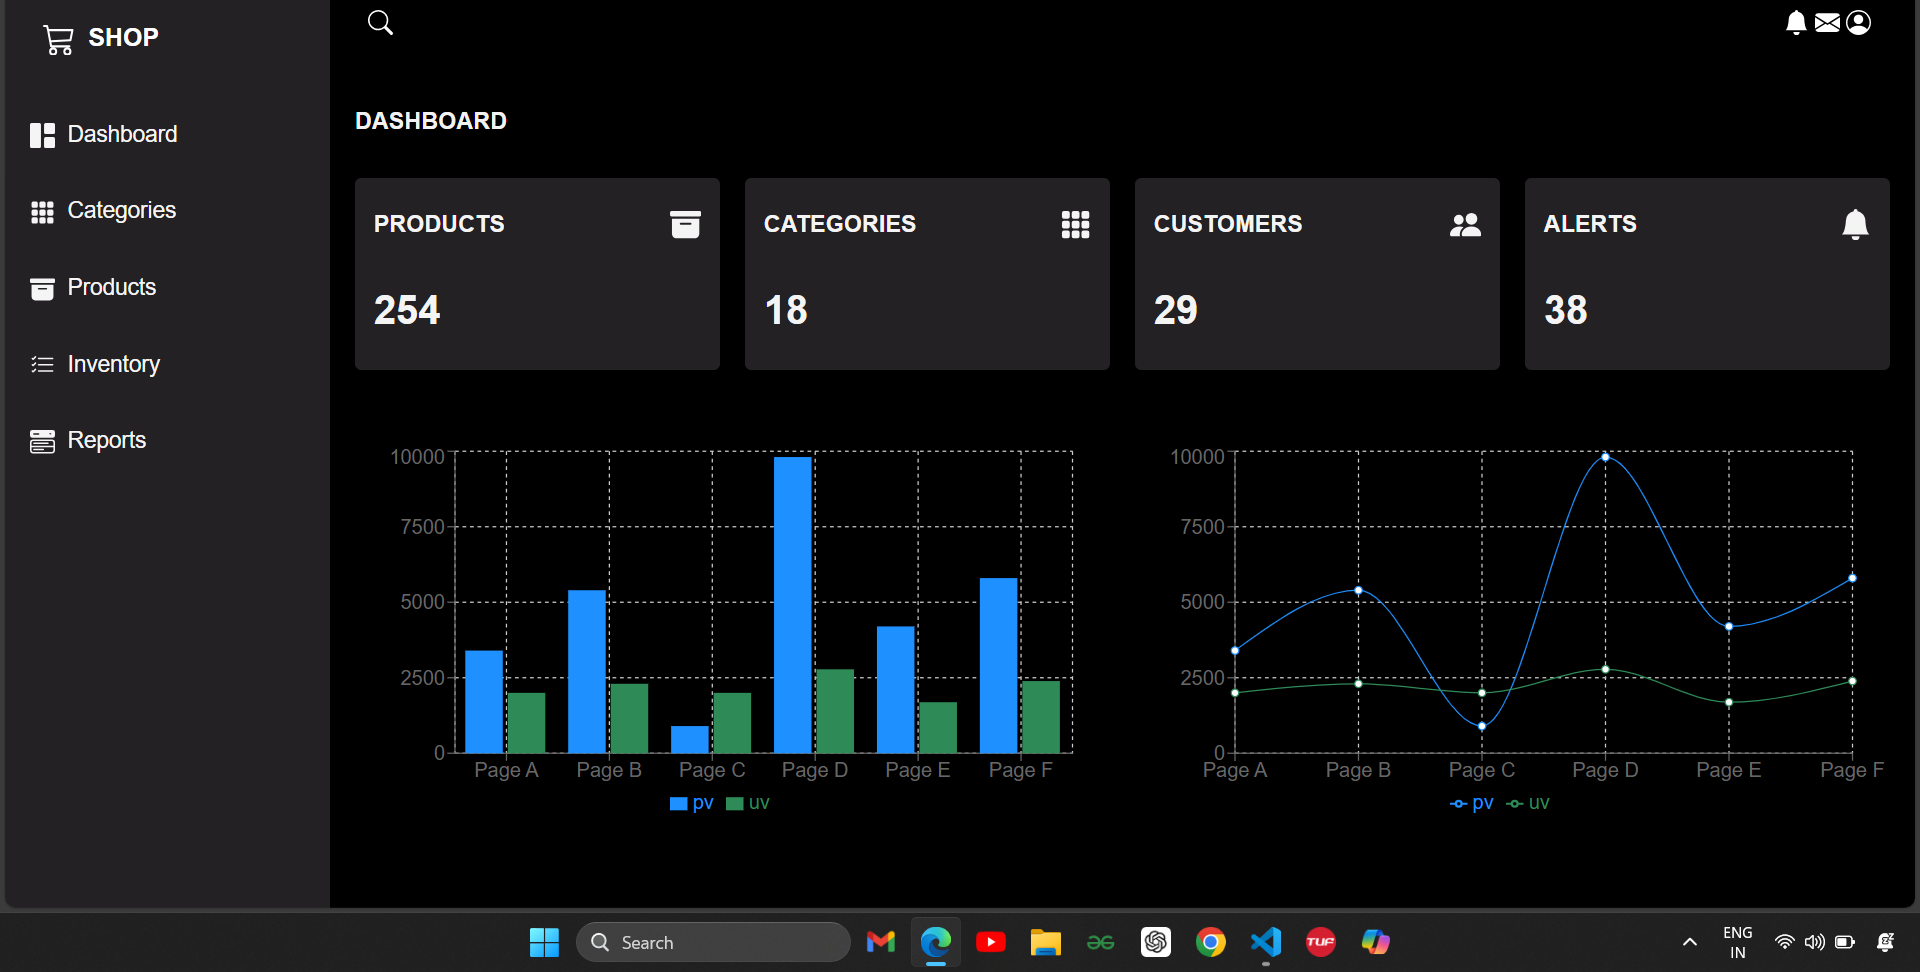 SHOP
Dashboard
Categories
Products
Inventory
Reports
DASHBOARD
PRODUCTS
254
CATEGORIES
18
CUSTOMERS
29
ALERTS
38
10000
7500
5000
2500
0
Page A Page B Page C Page D Page E Page F
pv uv
10000
7500
5000
2500
0
Page A Page B Page C Page D Page E Page F
pv uv
Search
TUF
ENG
IN